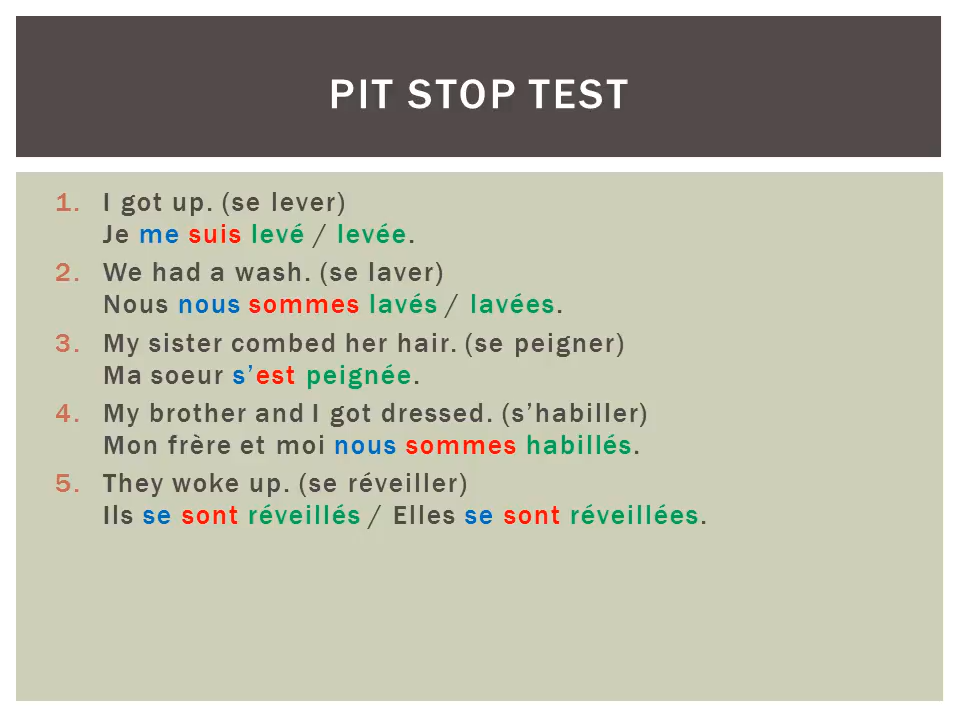 PIT STOP TEST
1. I got up. (se lever)
Je me suis levé / levée.
2. We had a wash. (se laver)
Nous nous sommes lavés / lavées.
3. My sister combed her hair. (se peigner)
Ma soeur s’est peignée.
4. My brother and I got dressed. (s’habiller)
Mon frère et moi nous sommes habillés.
5. They woke up. (se réveiller)
Ils se sont réveillés / Elles se sont réveillées.